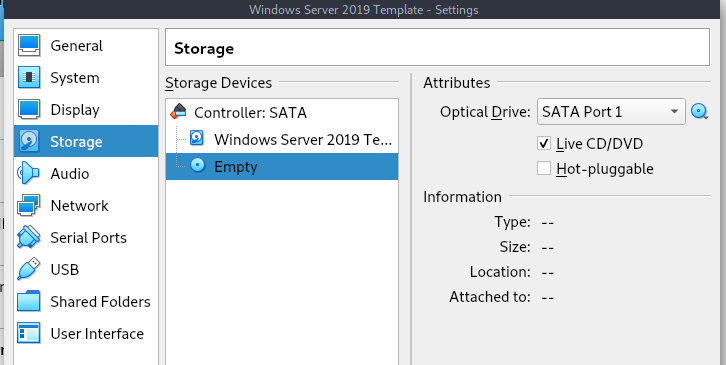 Windows Server 2019 Template - Settings
General
System
Display
Storage
Audio
Network
Serial Ports
USB
Shared Folders
User Interface
Storage
Storage Devices
Controller: SATA
Windows Server 2019 Te...
Empty
Attributes
Optical Drive: SATA Port 1
Live CD/DVD
Hot-pluggable
Information
Type: --
Size: --
Location: --
Attached to: --